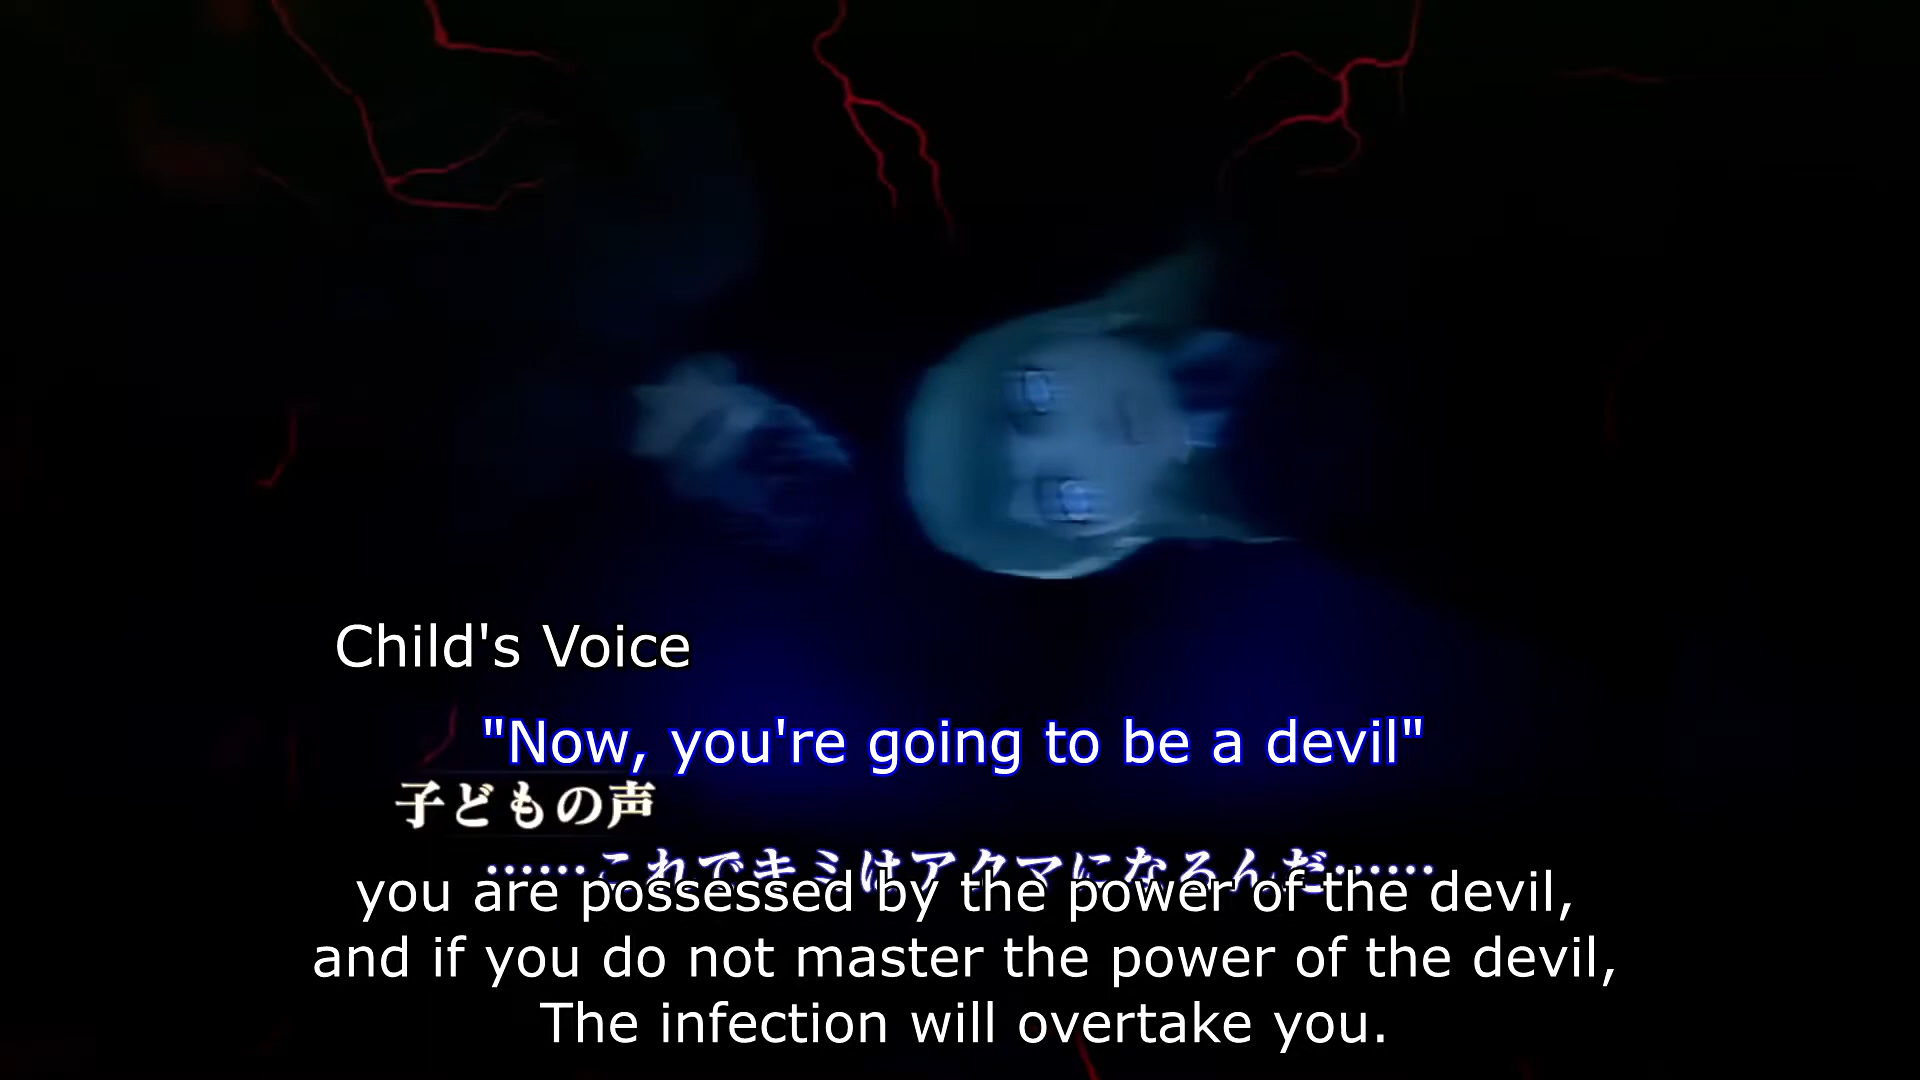 Child's Voice
"Now, you're going to be a devil"
子どもの声
……これでキミはアクマになるんだ……
you are possessed by the power of the devil,
and if you do not master the power of the devil,
The infection will overtake you.